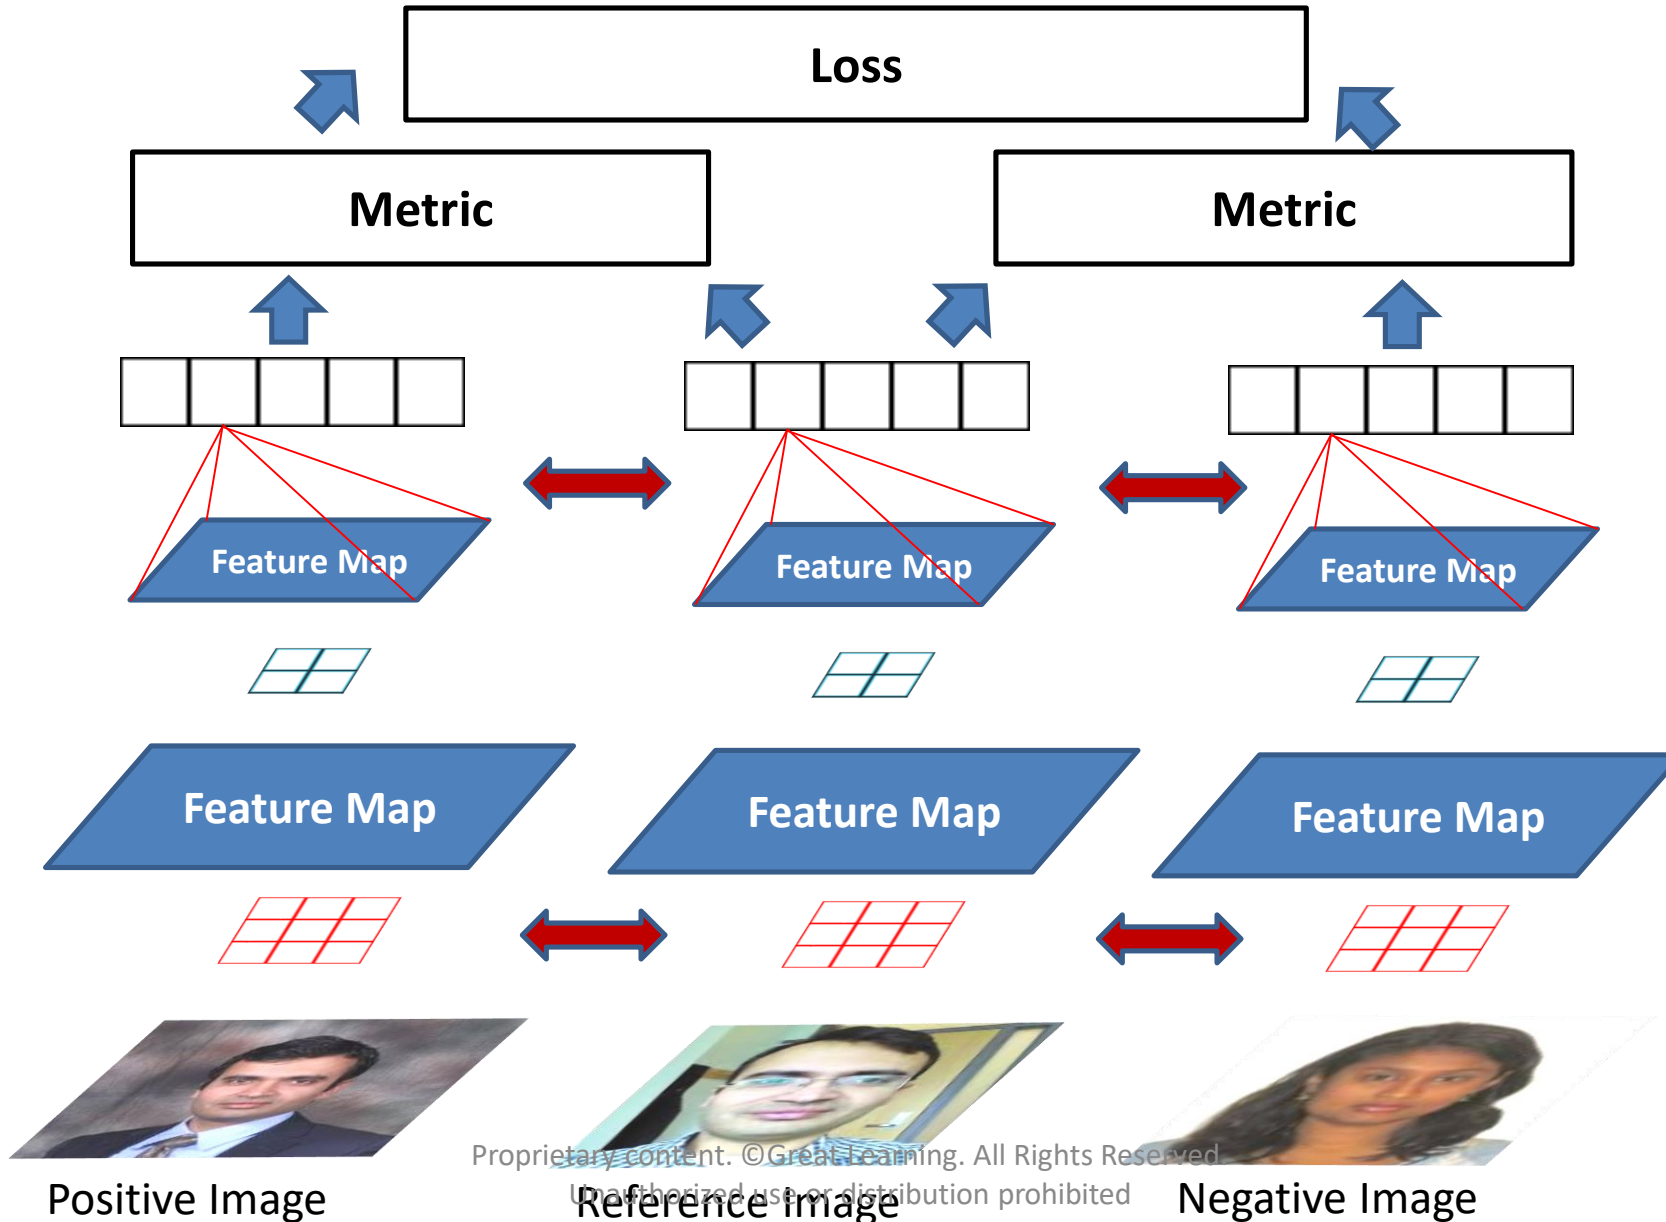 Loss
Metric
Metric
Feature Map
Feature Map
Feature Map
Feature Map
Feature Map
Feature Map
Proprietary content. ©Great Learning. All Rights Reserved.
Unauthorized use or distribution prohibited
Positive Image
Reference Image
Negative Image